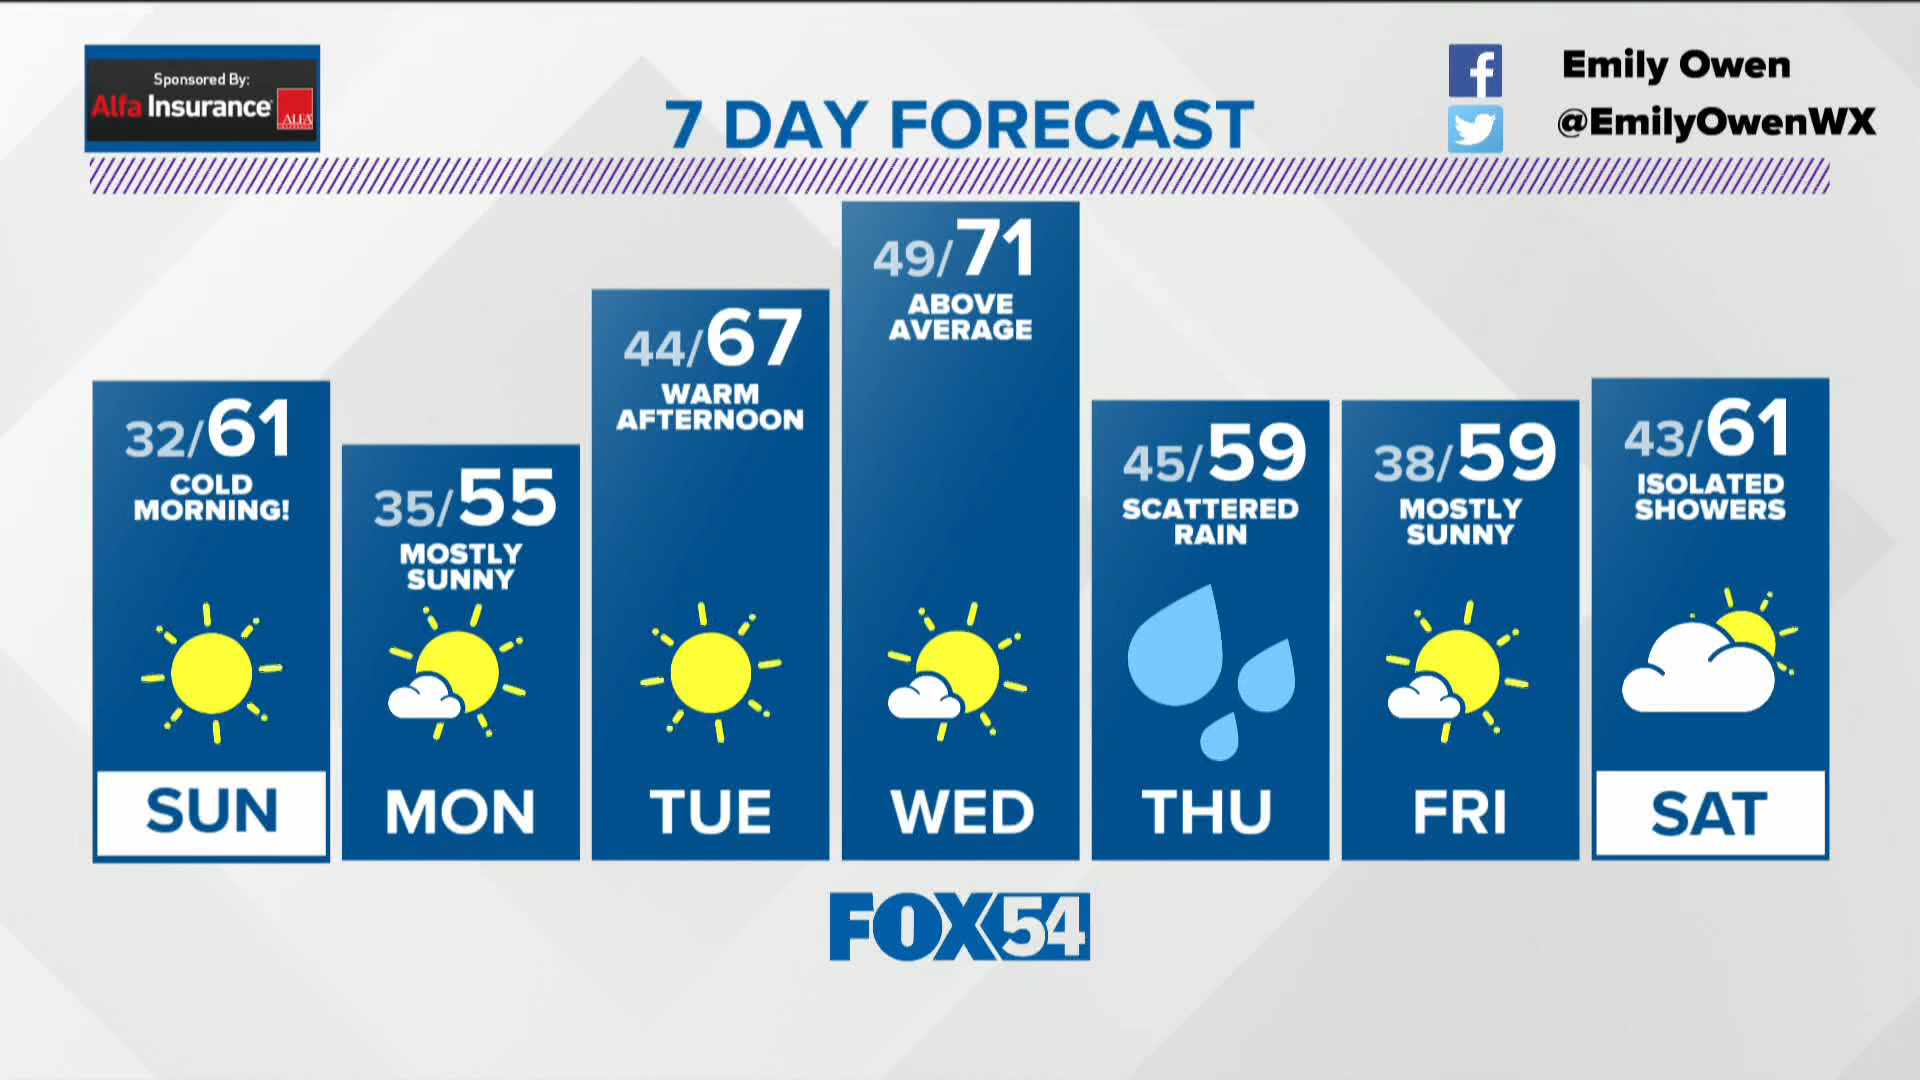 Sponsored By:
Alfa Insurance
ALFA
7 DAY FORECAST
Emily Owen
@EmilyOwenWX
32/61
COLD
MORNING!
SUN
35/55
MOSTLY
SUNNY
MON
44/67
WARM
AFTERNOON
TUE
49/71
ABOVE
AVERAGE
WED
45/59
SCATTERED
RAIN
THU
38/59
MOSTLY
SUNNY
FRI
43/61
ISOLATED
SHOWERS
SAT
FOX54